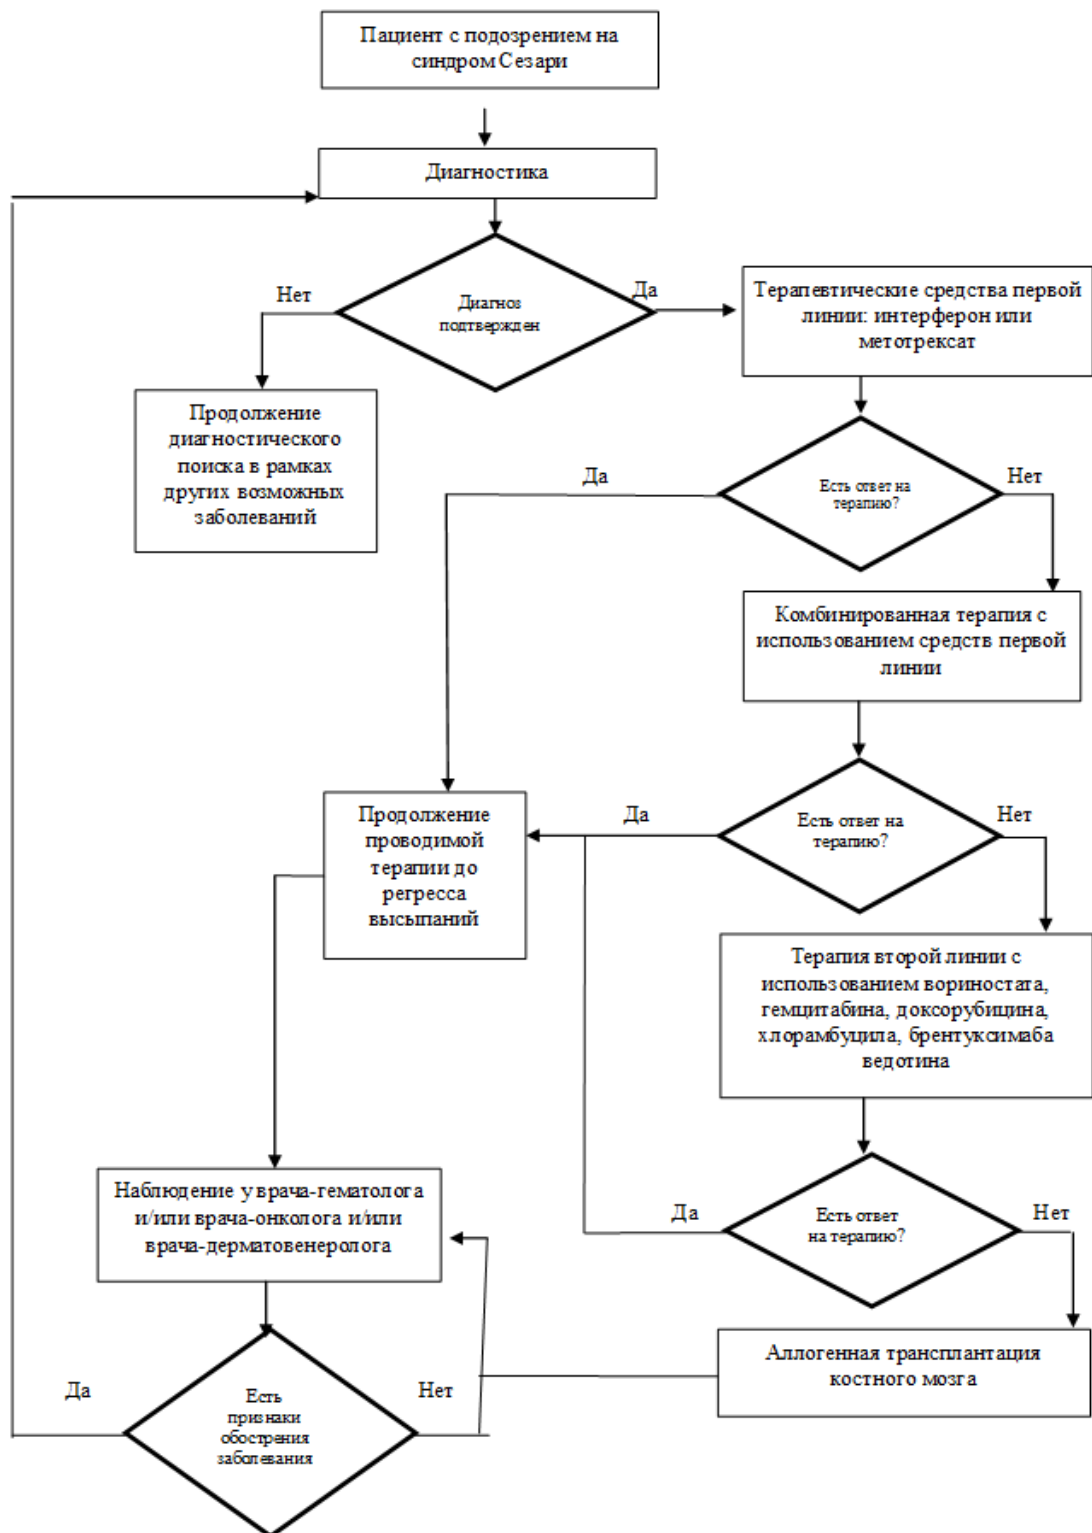 Пациент с подозрением на
синдром Сезари
Диагностика
Нет
Диагноз
подтвержден
Да
Терапевтические средства первой
линии: интерферон или
метотрексат
Продолжение
диагностического
поиска в рамках
других возможных
заболеваний
Да
Есть ответ на
терапию?
Нет
Комбинированная терапия с
использованием средств первой
линии
Продолжение
проводимой
терапии до
регресса
высыпаний
Да
Есть ответ на
терапию?
Нет
Терапия второй линии с
использованием вориностата,
гемцитабина, доксорубицина,
хлорамбуцила, брентуксимаба
ведотина
Наблюдение у врача-гематолога
и/или врача-онколога и/или
врача-дерматовенеролога
Да
Есть ответ
на терапию?
Нет
Аллогенная трансплантация
костного мозга
Да
Есть
признаки
обострения
заболевания
Нет